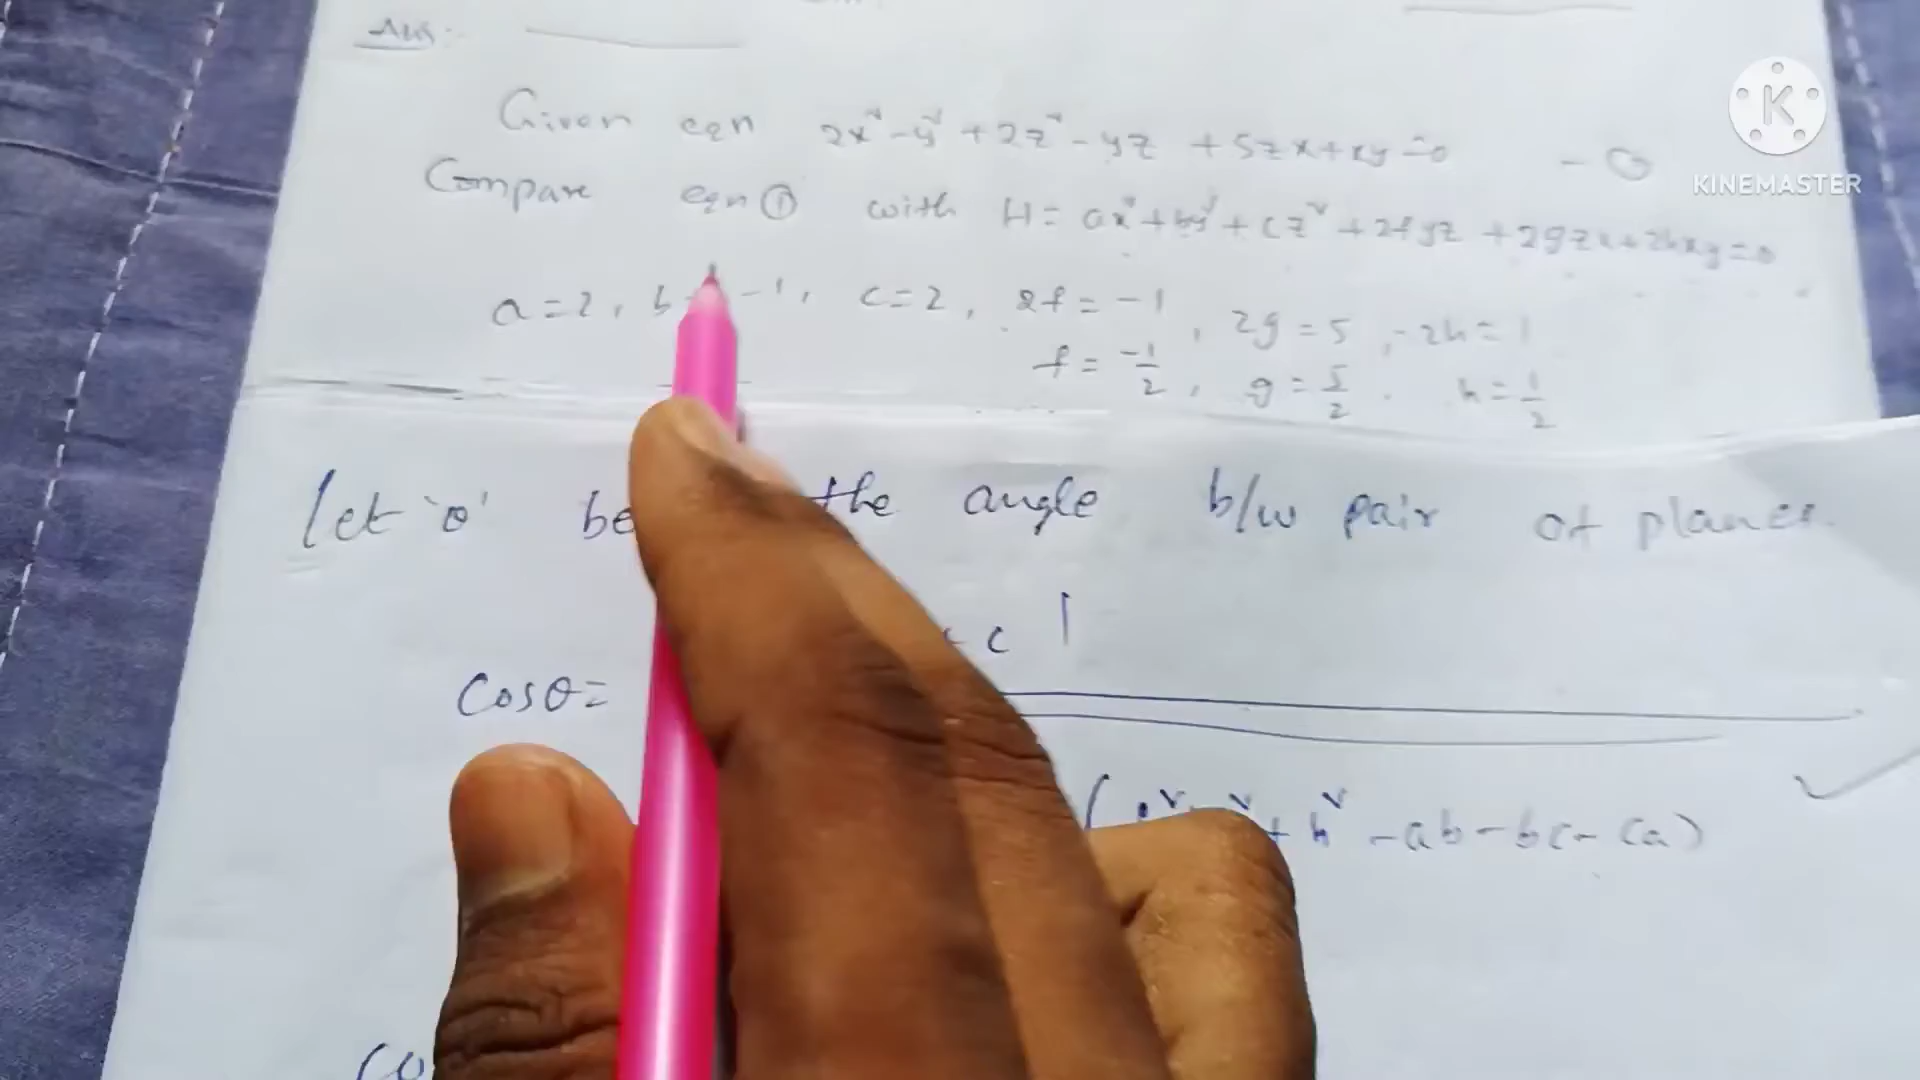 Ans:-
Given eqn 2x² - y² + 2z² - yz + 5zx + xy = 0 - ①
Compare eqn ① with H = ax² + by² + cz² + 2fyz + 2gzx + 2hxy = 0
a = 2, b = -1, c = 2, 2f = -1, 2g = 5, 2h = 1
f = -1/2, g = 5/2, h = 1/2
Let 'θ' be the angle b/w pair of planes.
c |
Cosθ =
+ h² - ab - bc - ca)
Co
KINEMASTER